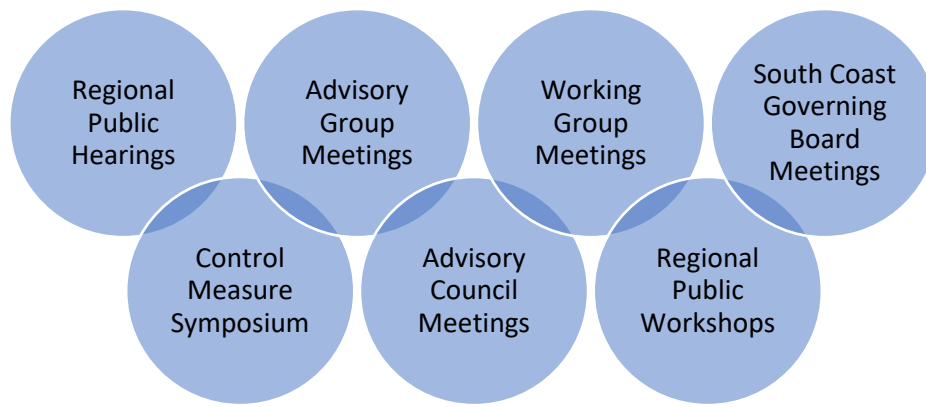 Regional
Public
Hearings
Advisory
Group
Meetings
Working
Group
Meetings
South Coast
Governing
Board
Meetings
Control
Measure
Symposium
Advisory
Council
Meetings
Regional
Public
Workshops